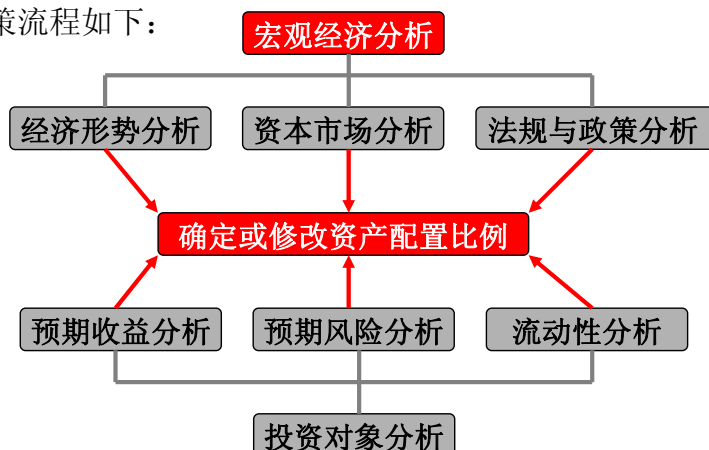 策流程如下：
宏观经济分析
经济形势分析
资本市场分析
法规与政策分析
确定或修改资产配置比例
预期收益分析
预期风险分析
流动性分析
投资对象分析